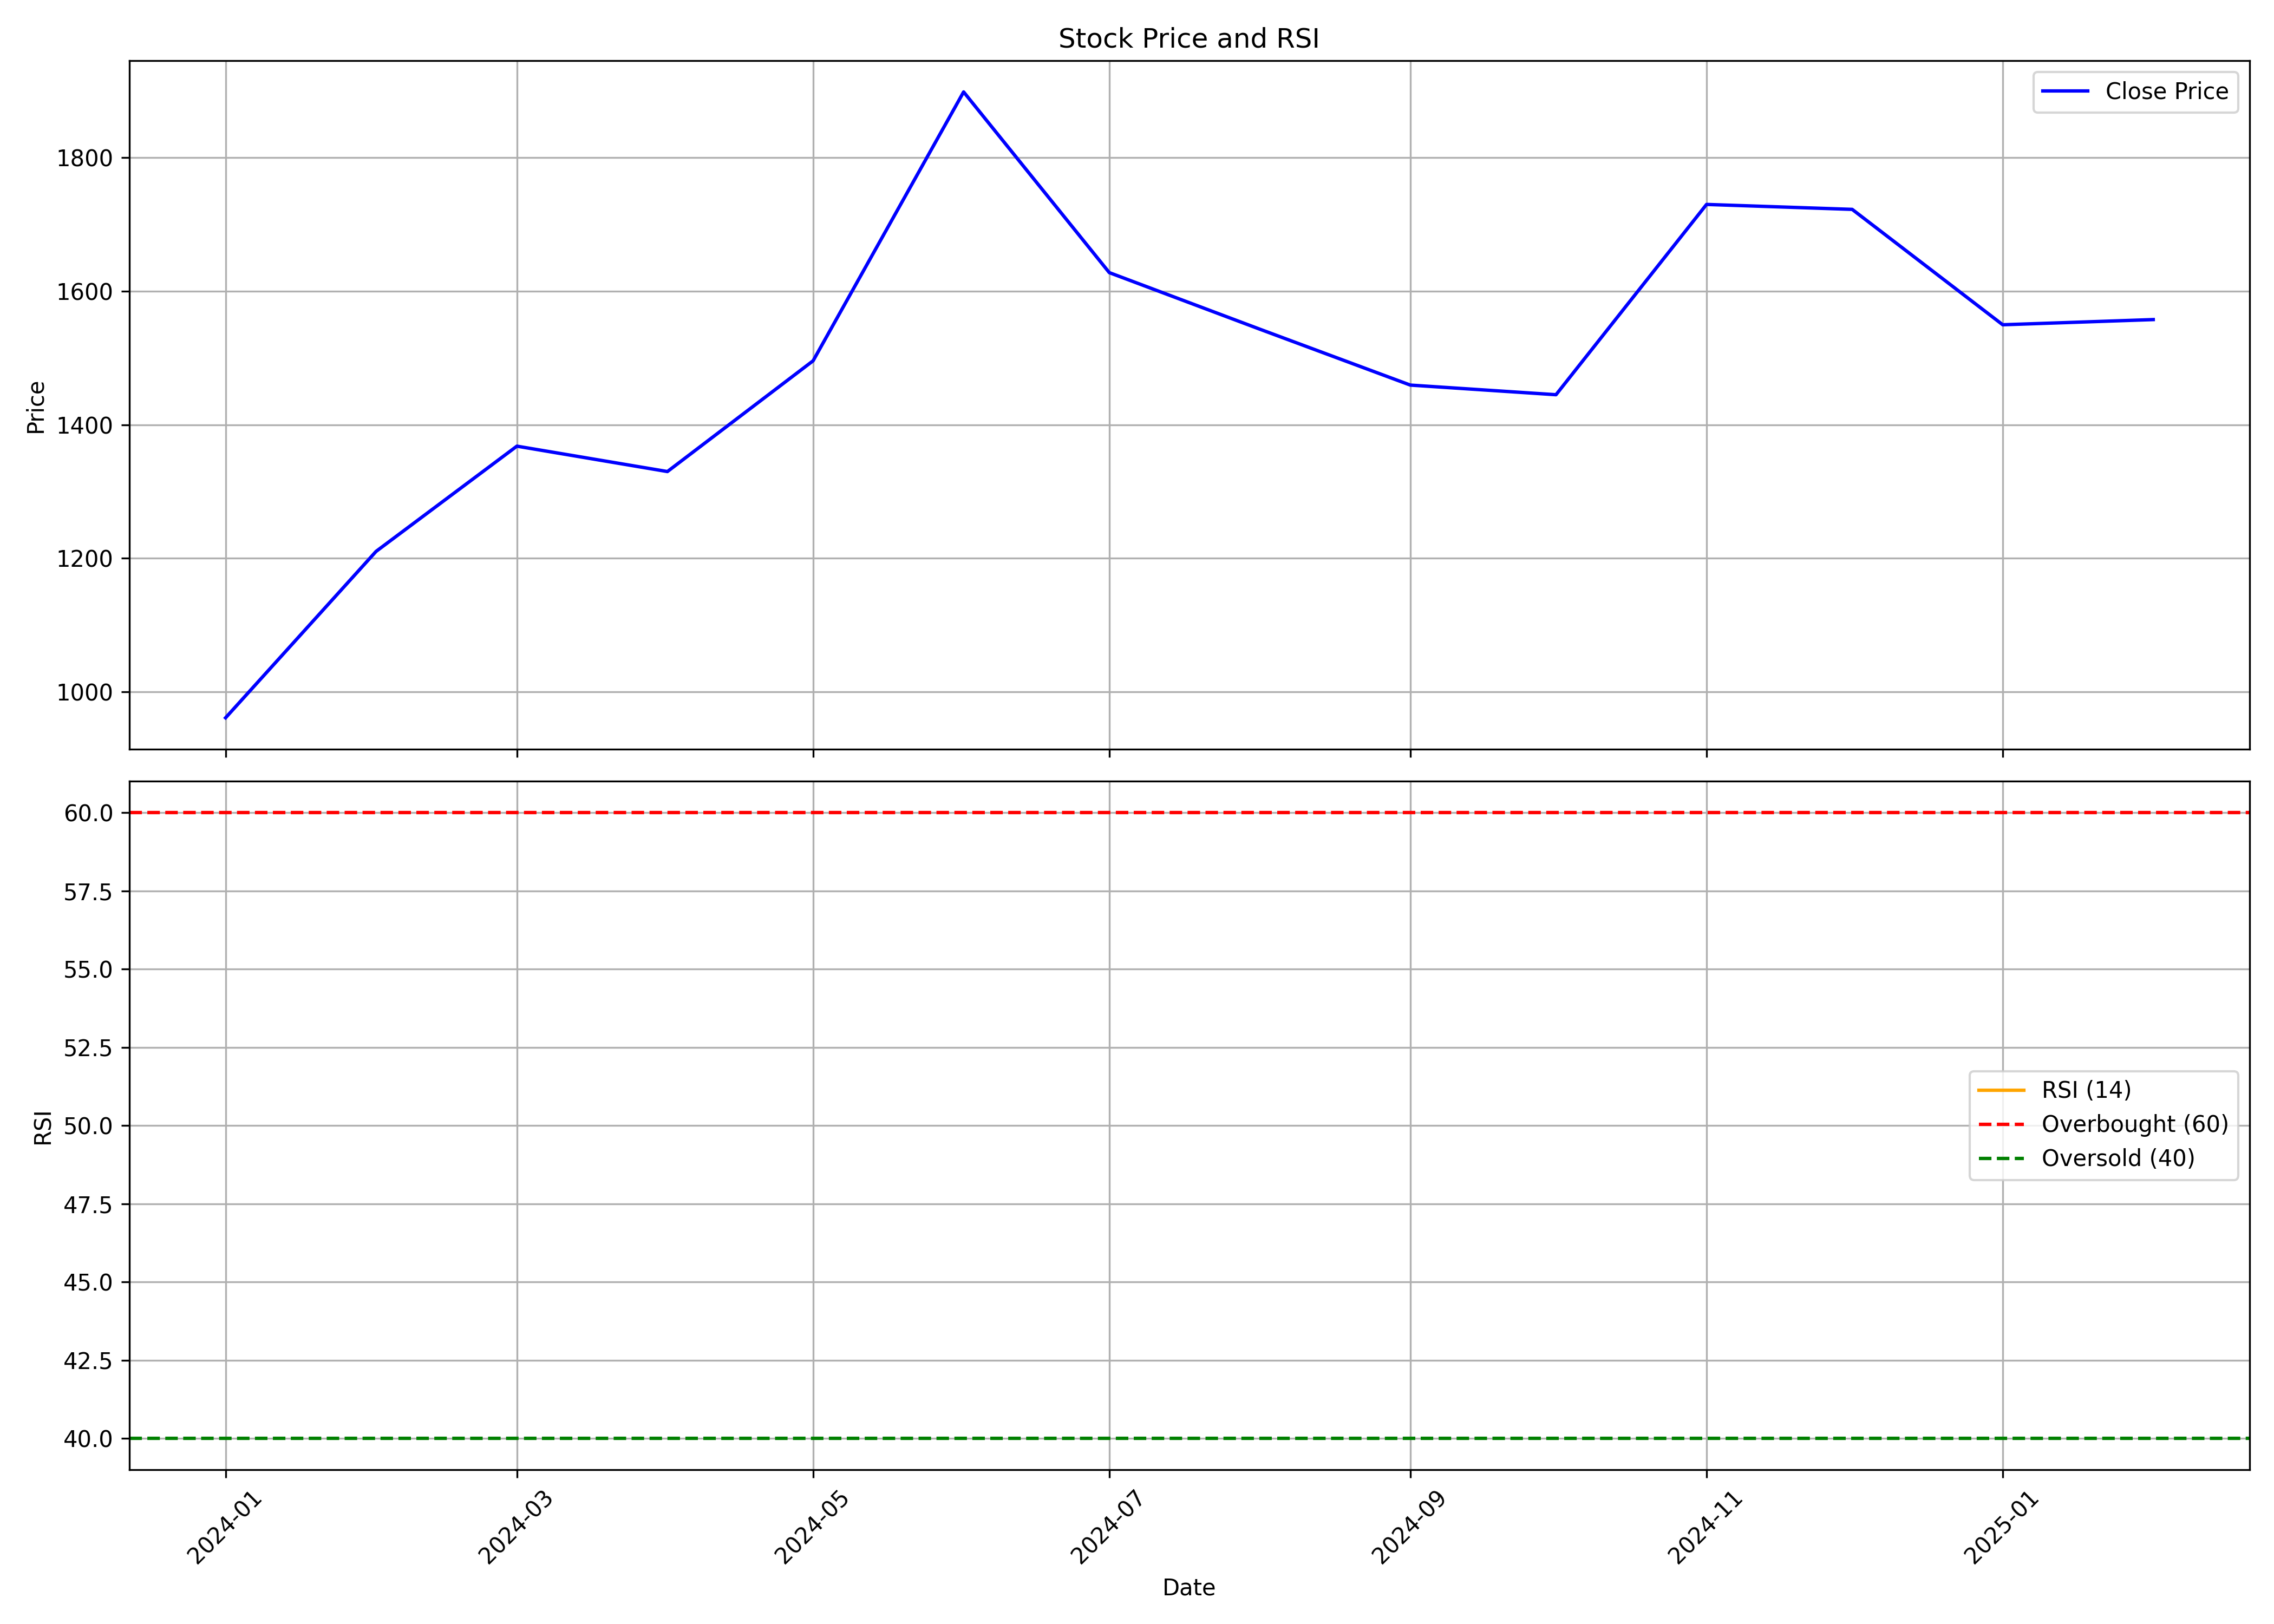 Stock Price and RSI
Close Price
1800
1600
1400
1200
1000
Price
60.0
57.5
55.0
52.5
50.0
47.5
45.0
42.5
40.0
RSI
RSI (14)
Overbought (60)
Oversold (40)
2024-01
2024-03
2024-05
2024-07
2024-09
2024-11
2025-01
Date